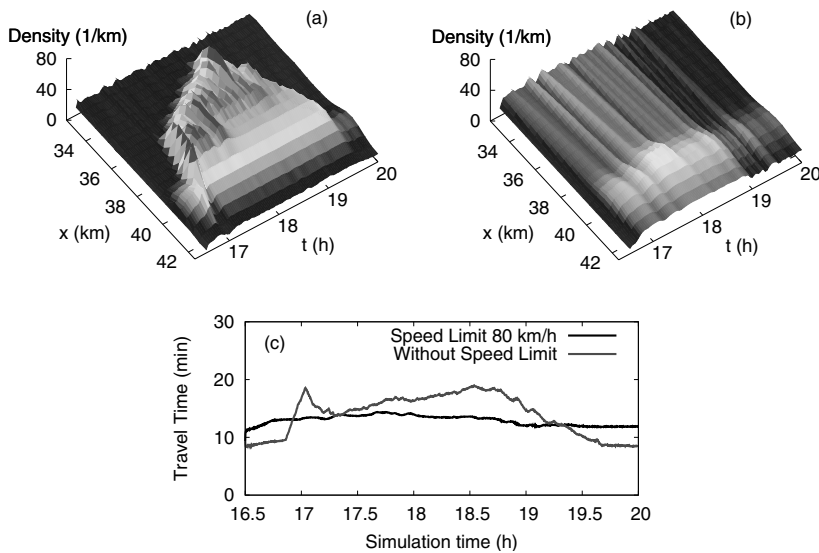 (a)
Density (1/km)
80
40
0
34
36
38
40
42
x (km)
17
18
19
20
t (h)
(b)
Density (1/km)
80
40
0
34
36
38
40
42
x (km)
17
18
19
20
t (h)
(c)
Speed Limit 80 km/h
Without Speed Limit
Travel Time (min)
30
20
10
0
16.5 17 17.5 18 18.5 19 19.5 20
Simulation time (h)